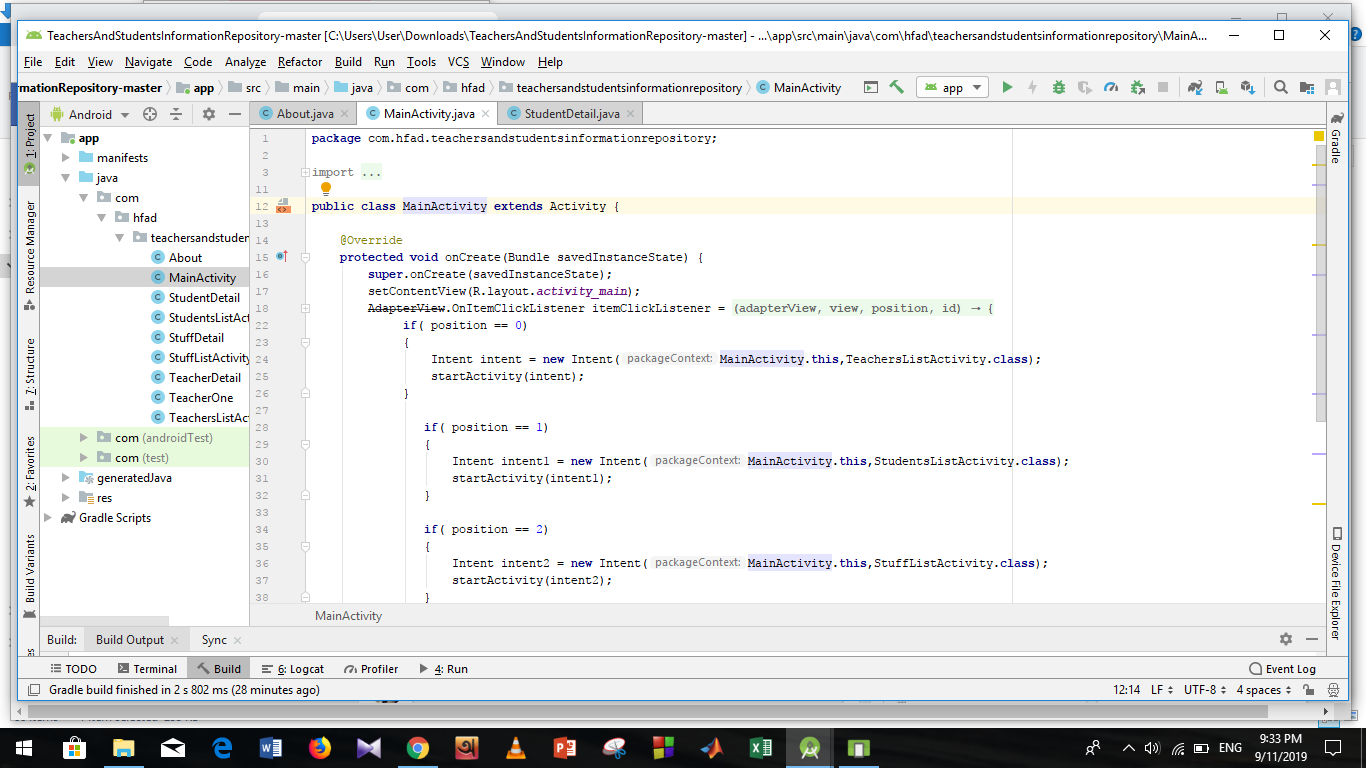 TeachersAndStudentsInformationRepository-master [C:\Users\User\Downloads\TeachersAndStudentsInformationRepository-master] - ...\app\src\main\java\com\hfad\teachersandstudentsinformationrepository\MainA...
File Edit View Navigate Code Analyze Refactor Build Run Tools VCS Window Help
rmationRepository-master app src main java com hfad teachersandstudentsinformationrepository MainActivity app
Android
About.java MainActivity.java StudentDetail.java
1: Project
Resource Manager
7: Structure
2: Favorites
Build Variants
app
manifests
java
com
hfad
teachersandstuden
About
MainActivity
StudentDetail
StudentsListAct
StuffDetail
StuffListActivity
TeacherDetail
TeacherOne
TeachersListAc
com (androidTest)
com (test)
generatedJava
res
Gradle Scripts
1 package com.hfad.teachersandstudentsinformationrepository;
2
3 import ...
11
12 public class MainActivity extends Activity {
13
14 @Override
15 protected void onCreate(Bundle savedInstanceState) {
16 super.onCreate(savedInstanceState);
17 setContentView(R.layout.activity_main);
18 AdapterView.OnItemClickListener itemClickListener = (adapterView, view, position, id) → {
22 if( position == 0)
23 {
24 Intent intent = new Intent( packageContext: MainActivity.this,TeachersListActivity.class);
25 startActivity(intent);
26 }
27
28 if( position == 1)
29 {
30 Intent intent1 = new Intent( packageContext: MainActivity.this,StudentsListActivity.class);
31 startActivity(intent1);
32 }
33
34 if( position == 2)
35 {
36 Intent intent2 = new Intent( packageContext: MainActivity.this,StuffListActivity.class);
37 startActivity(intent2);
38 }
MainActivity
Gradle
Device File Explorer
Build: Build Output Sync
TODO Terminal Build 6: Logcat Profiler 4: Run Event Log
Gradle build finished in 2 s 802 ms (28 minutes ago) 12:14 LF UTF-8 4 spaces
ENG 9:33 PM
9/11/2019